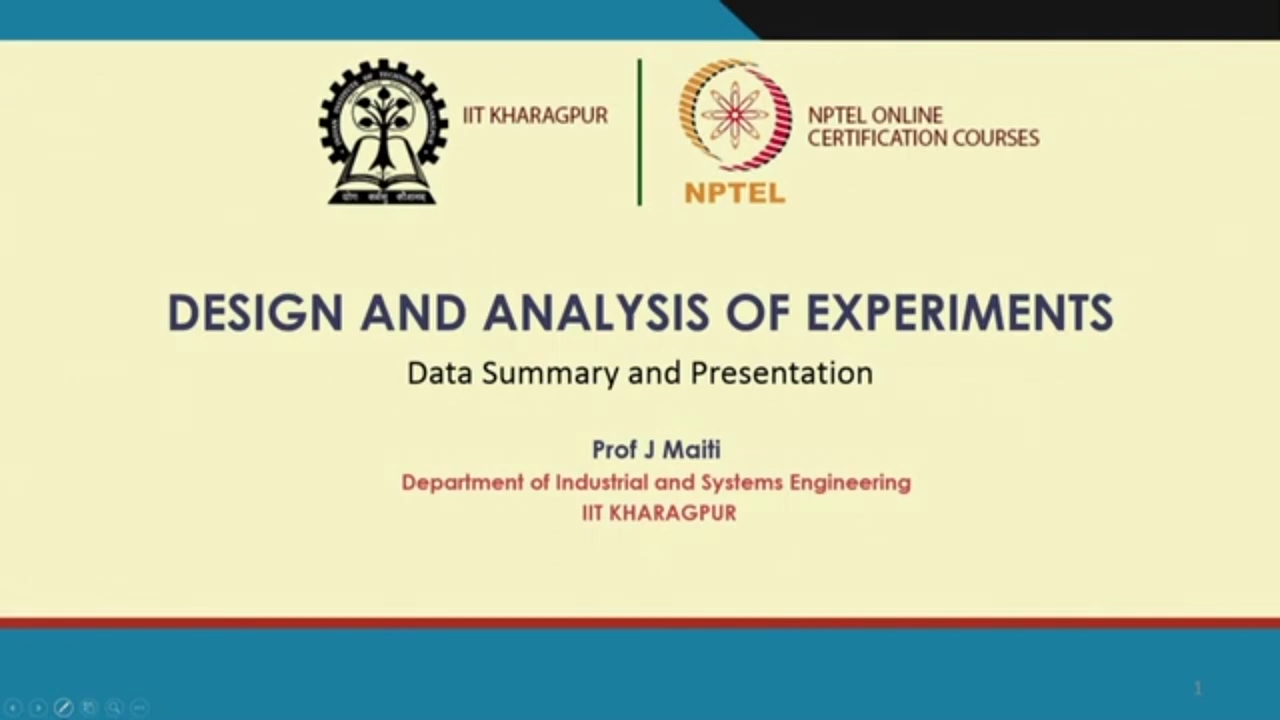 IIT KHARAGPUR
NPTEL ONLINE
CERTIFICATION COURSES
NPTEL
DESIGN AND ANALYSIS OF EXPERIMENTS
Data Summary and Presentation
Prof J Maiti
Department of Industrial and Systems Engineering
IIT KHARAGPUR
1